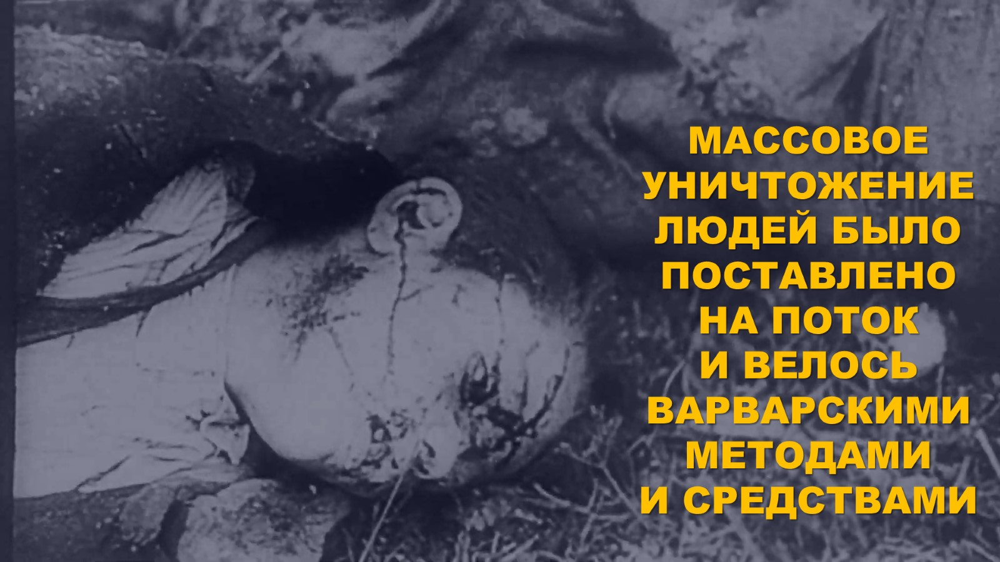 МАССОВОЕ
УНИЧТОЖЕНИЕ
ЛЮДЕЙ БЫЛО
ПОСТАВЛЕНО
НА ПОТОК
И ВЕЛОСЬ
ВАРВАРСКИМИ
МЕТОДАМИ
И СРЕДСТВАМИ